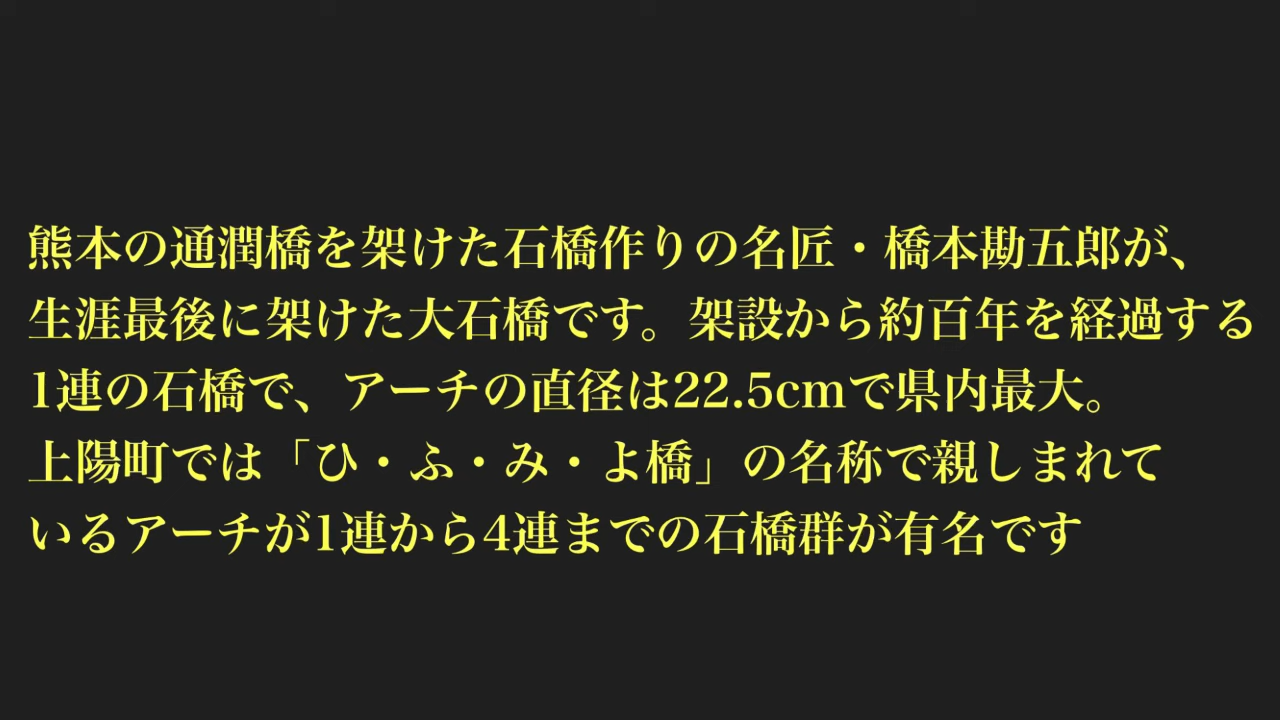 熊本の通潤橋を架けた石橋作りの名匠・橋本勘五郎が、
生涯最後に架けた大石橋です。架設から約百年を経過する
1連の石橋で、アーチの直径は22.5cmで県内最大。
上陽町では「ひ・ふ・み・よ橋」の名称で親しまれて
いるアーチが1連から4連までの石橋群が有名です